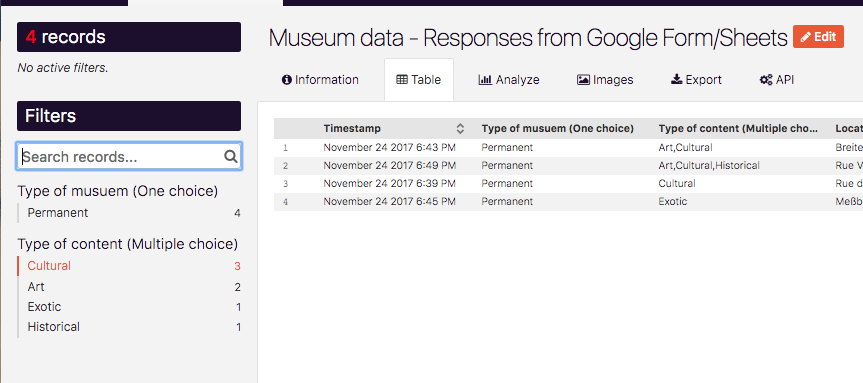 4 records
No active filters.
Filters
Search records...
Type of musuem (One choice)
Permanent 4
Type of content (Multiple choice)
Cultural 3
Art 2
Exotic 1
Historical 1
Museum data - Responses from Google Form/Sheets Edit
Information Table Analyze Images Export API
Timestamp Type of musuem (One choice) Type of content (Multiple cho... Locat
1 November 24 2017 6:43 PM Permanent Art,Cultural Breite
2 November 24 2017 6:49 PM Permanent Art,Cultural,Historical Rue V
3 November 24 2017 6:39 PM Permanent Cultural Rue d
4 November 24 2017 6:45 PM Permanent Exotic Meßb